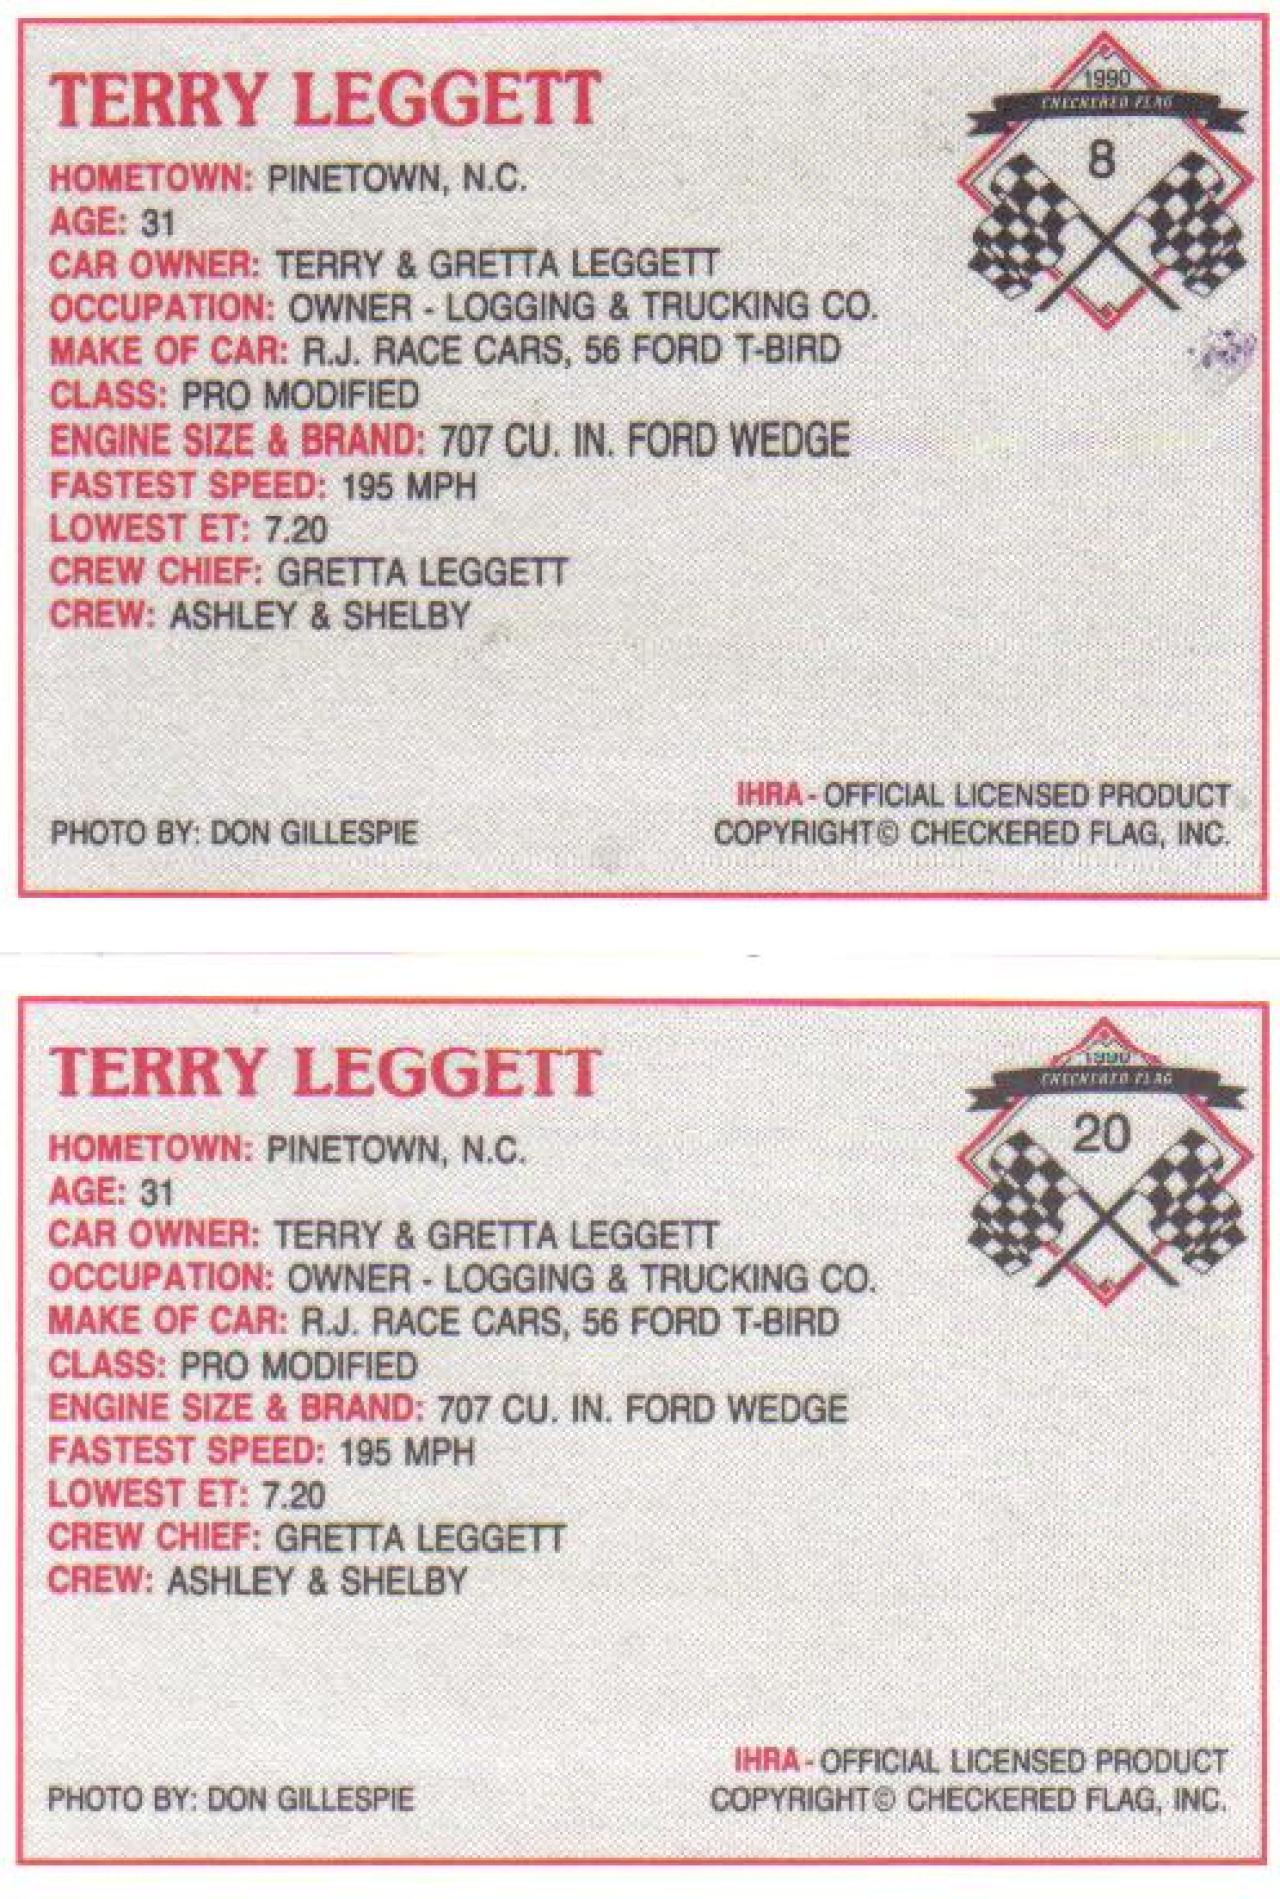 TERRY LEGGETT
1990
CHECKERED FLAG
8
HOMETOWN: PINETOWN, N.C.
AGE: 31
CAR OWNER: TERRY & GRETTA LEGGETT
OCCUPATION: OWNER - LOGGING & TRUCKING CO.
MAKE OF CAR: R.J. RACE CARS, 56 FORD T-BIRD
CLASS: PRO MODIFIED
ENGINE SIZE & BRAND: 707 CU. IN. FORD WEDGE
FASTEST SPEED: 195 MPH
LOWEST ET: 7.20
CREW CHIEF: GRETTA LEGGETT
CREW: ASHLEY & SHELBY
IHRA - OFFICIAL LICENSED PRODUCT
PHOTO BY: DON GILLESPIE
COPYRIGHT© CHECKERED FLAG, INC.
TERRY LEGGETT
1990
CHECKERED FLAG
20
HOMETOWN: PINETOWN, N.C.
AGE: 31
CAR OWNER: TERRY & GRETTA LEGGETT
OCCUPATION: OWNER - LOGGING & TRUCKING CO.
MAKE OF CAR: R.J. RACE CARS, 56 FORD T-BIRD
CLASS: PRO MODIFIED
ENGINE SIZE & BRAND: 707 CU. IN. FORD WEDGE
FASTEST SPEED: 195 MPH
LOWEST ET: 7.20
CREW CHIEF: GRETTA LEGGETT
CREW: ASHLEY & SHELBY
IHRA - OFFICIAL LICENSED PRODUCT
PHOTO BY: DON GILLESPIE
COPYRIGHT© CHECKERED FLAG, INC.